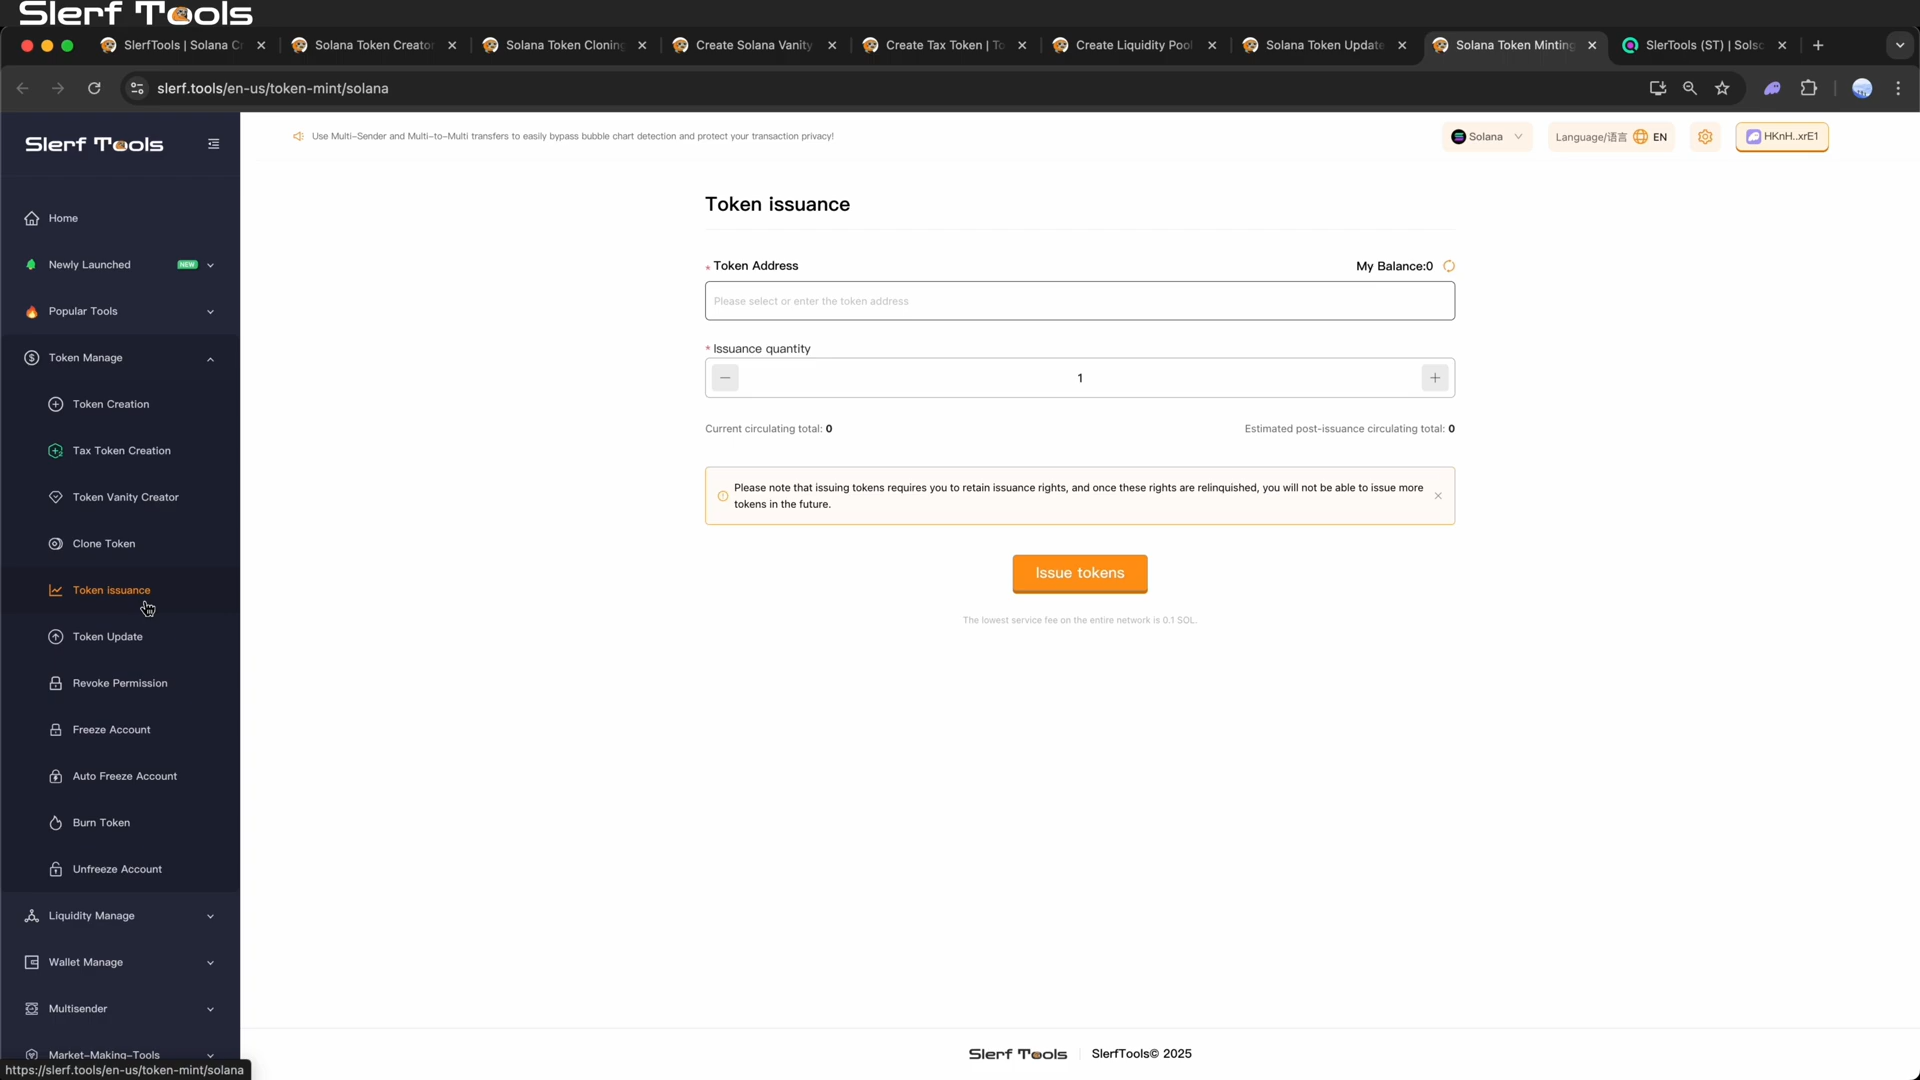 Slerf Tools
SlerfTools | Solana Cr
Solana Token Creator
Solana Token Cloning
Create Solana Vanity
Create Tax Token | To
Create Liquidity Pool
Solana Token Update
Solana Token Minting
SlerTools (ST) | Solsc
slerf.tools/en-us/token-mint/solana
Slerf Tools
Use Multi-Sender and Multi-to-Multi transfers to easily bypass bubble chart detection and protect your transaction privacy!
Solana
Language/语言 EN
HKnH..xrE1
Home
Newly Launched NEW
Popular Tools
Token Manage
Token Creation
Tax Token Creation
Token Vanity Creator
Clone Token
Token issuance
Token Update
Revoke Permission
Freeze Account
Auto Freeze Account
Burn Token
Unfreeze Account
Liquidity Manage
Wallet Manage
Multisender
Market-Making-Tools
https://slerf.tools/en-us/token-mint/solana
Token issuance
* Token Address
My Balance:0
Please select or enter the token address
* Issuance quantity
1
Current circulating total: 0
Estimated post-issuance circulating total: 0
Please note that issuing tokens requires you to retain issuance rights, and once these rights are relinquished, you will not be able to issue more
tokens in the future.
Issue tokens
The lowest service fee on the entire network is 0.1 SOL.
Slerf Tools
SlerfTools© 2025